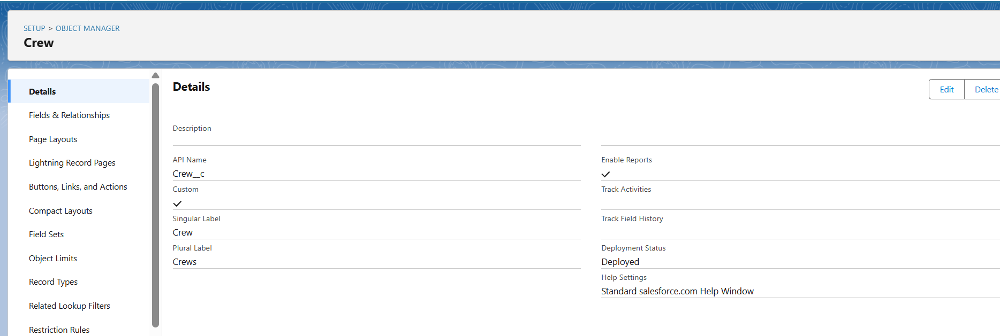 SETUP > OBJECT MANAGER
Crew
Details
Fields & Relationships
Page Layouts
Lightning Record Pages
Buttons, Links, and Actions
Compact Layouts
Field Sets
Object Limits
Record Types
Related Lookup Filters
Restriction Rules
Details
Edit
Delete
Description
API Name
Crew__c
Custom
Singular Label
Crew
Plural Label
Crews
Enable Reports
Track Activities
Track Field History
Deployment Status
Deployed
Help Settings
Standard salesforce.com Help Window